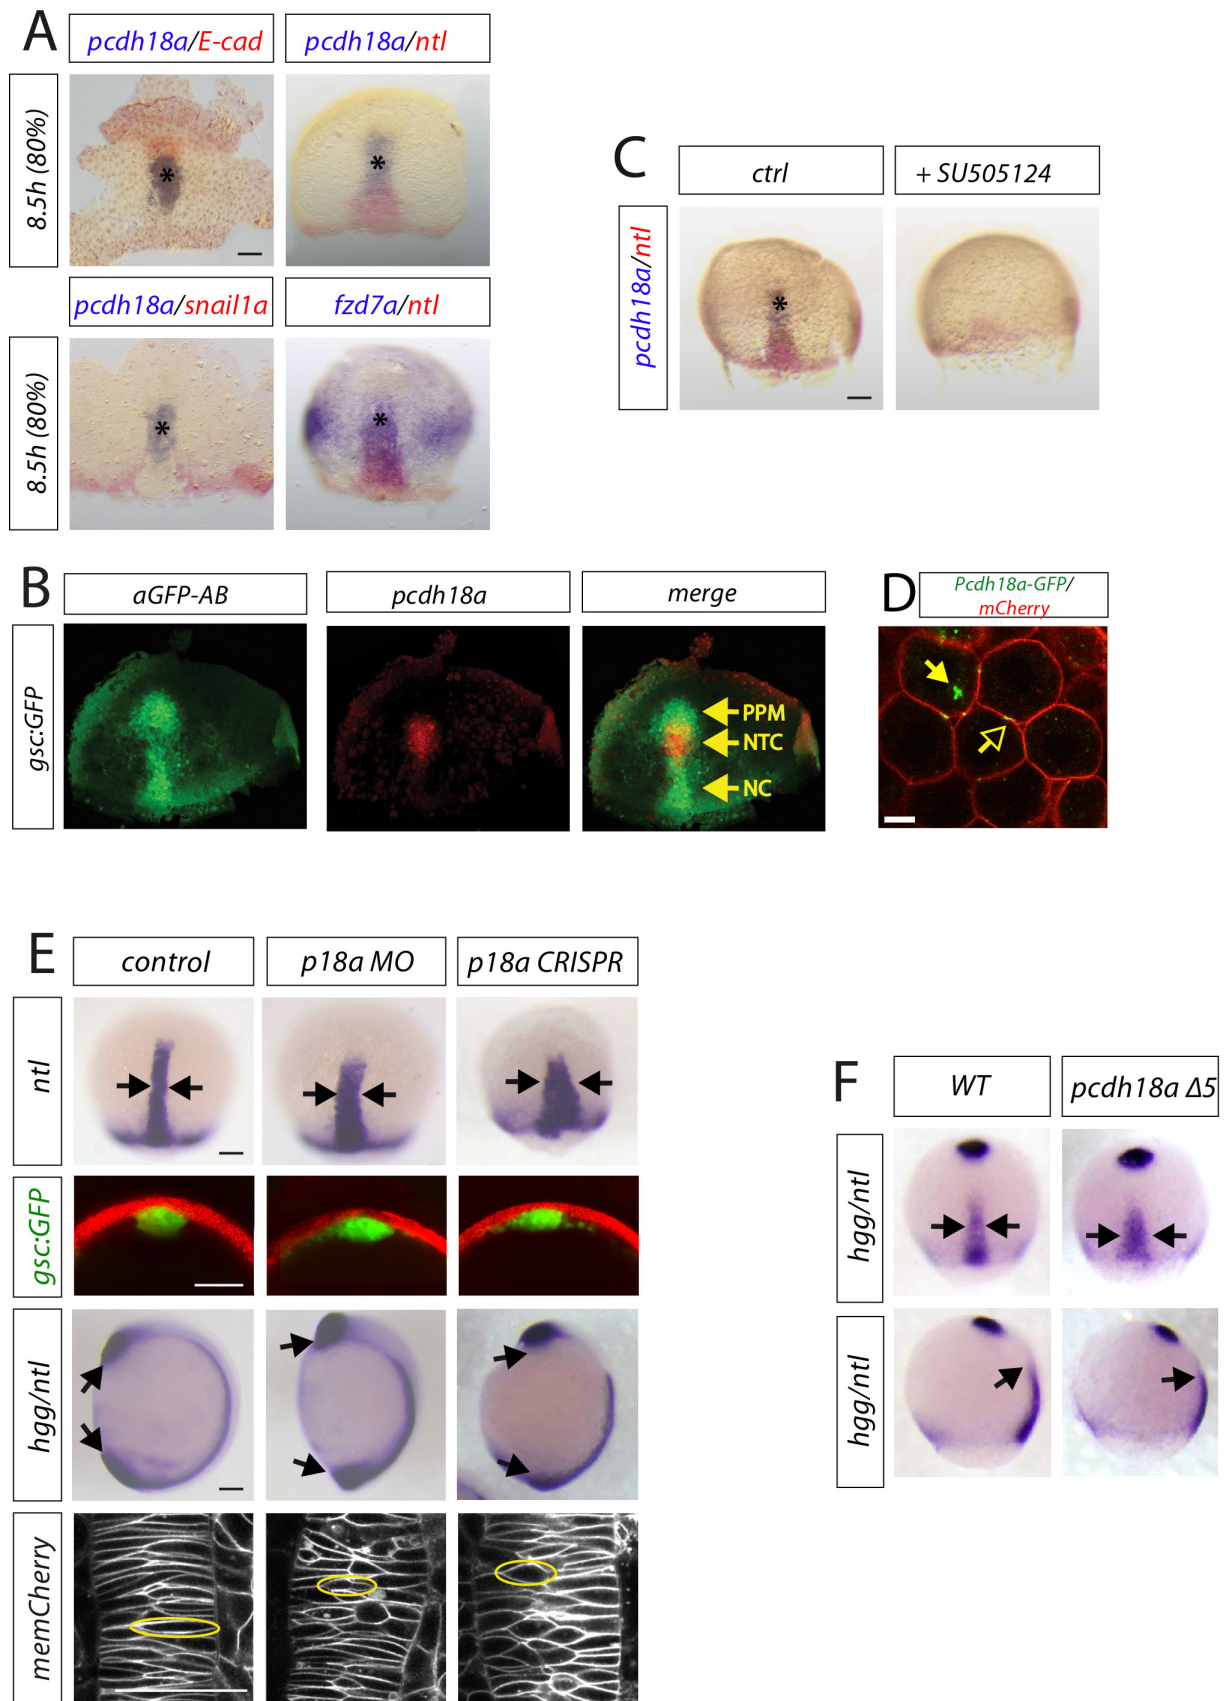 A
pcdh18a/E-cad
pcdh18a/ntl
8.5h (80%)
*
*
pcdh18a/snail1a
fzd7a/ntl
8.5h (80%)
*
*
C
ctrl
+ SU505124
pcdh18a/ntl
*
B
aGFP-AB
pcdh18a
merge
gsc:GFP
PPM
NTC
NC
D
Pcdh18a-GFP/
mCherry
E
control
p18a MO
p18a CRISPR
ntl
gsc:GFP
hgg/ntl
memCherry
F
WT
pcdh18a Δ5
hgg/ntl
hgg/ntl